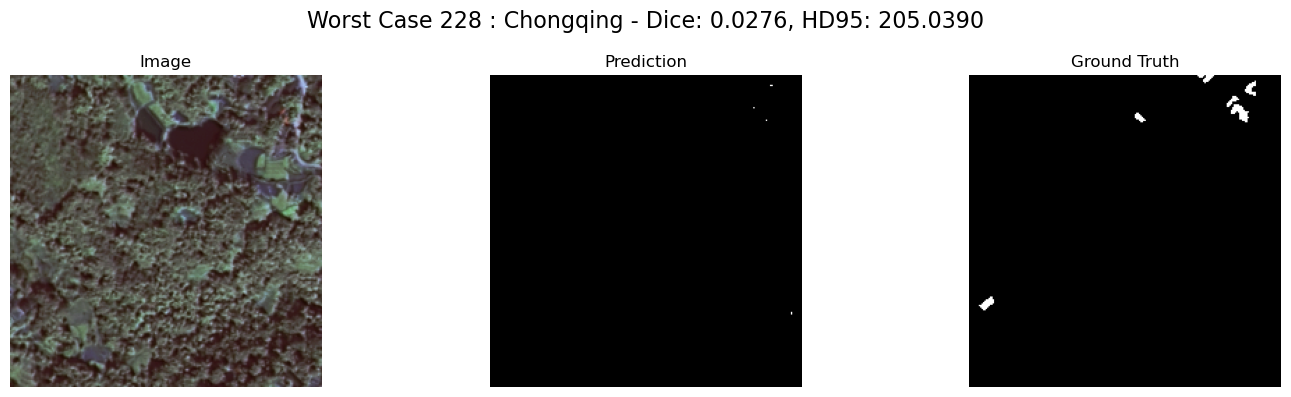 Worst Case 228 : Chongqing - Dice: 0.0276, HD95: 205.0390
Image
Prediction
Ground Truth